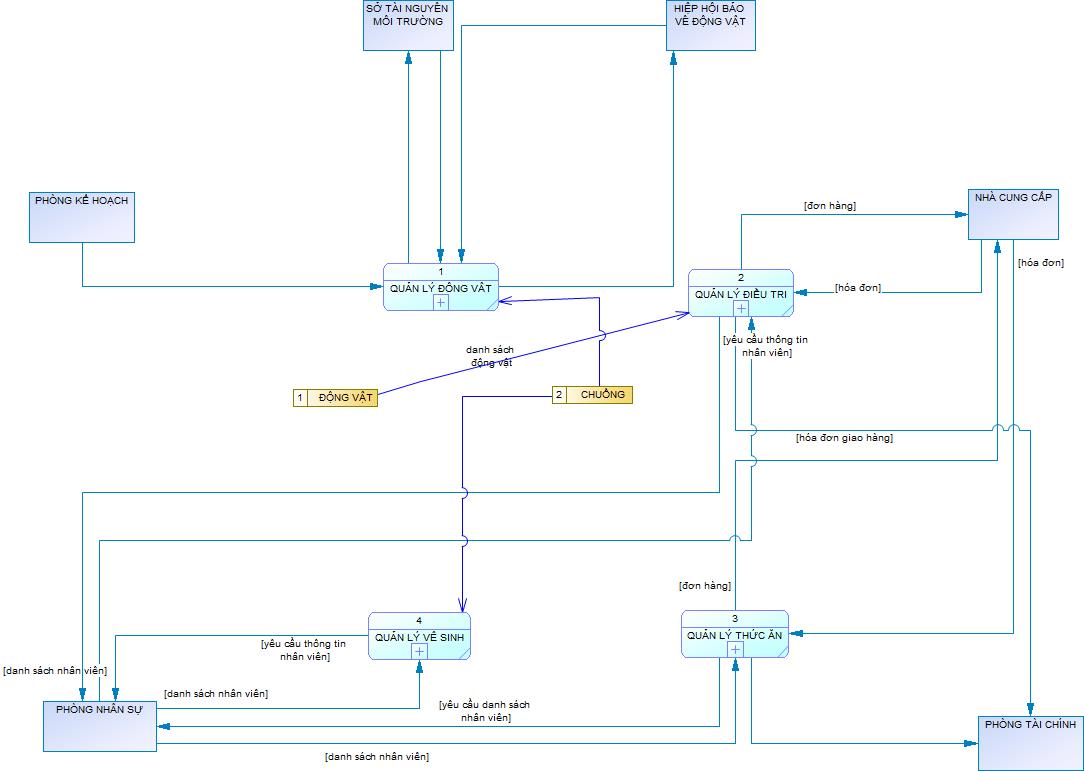 SỞ TÀI NGUYÊN
MÔI TRƯỜNG
HIỆP HỘI BẢO
VỆ ĐỘNG VẬT
PHÒNG KẾ HOẠCH
NHÀ CUNG CẤP
[đơn hàng]
[hóa đơn]
1
QUẢN LÝ ĐỘNG VẬT
2
QUẢN LÝ ĐIỀU TRỊ
[hóa đơn]
[yêu cầu thông tin
nhân viên]
danh sách
động vật
1 ĐỘNG VẬT
2 CHUỒNG
[hóa đơn giao hàng]
[đơn hàng]
4
QUẢN LÝ VỆ SINH
3
QUẢN LÝ THỨC ĂN
[yêu cầu thông tin
nhân viên]
[danh sách nhân viên]
[danh sách nhân viên]
[yêu cầu danh sách
nhân viên]
PHÒNG NHÂN SỰ
PHÒNG TÀI CHÍNH
[danh sách nhân viên]